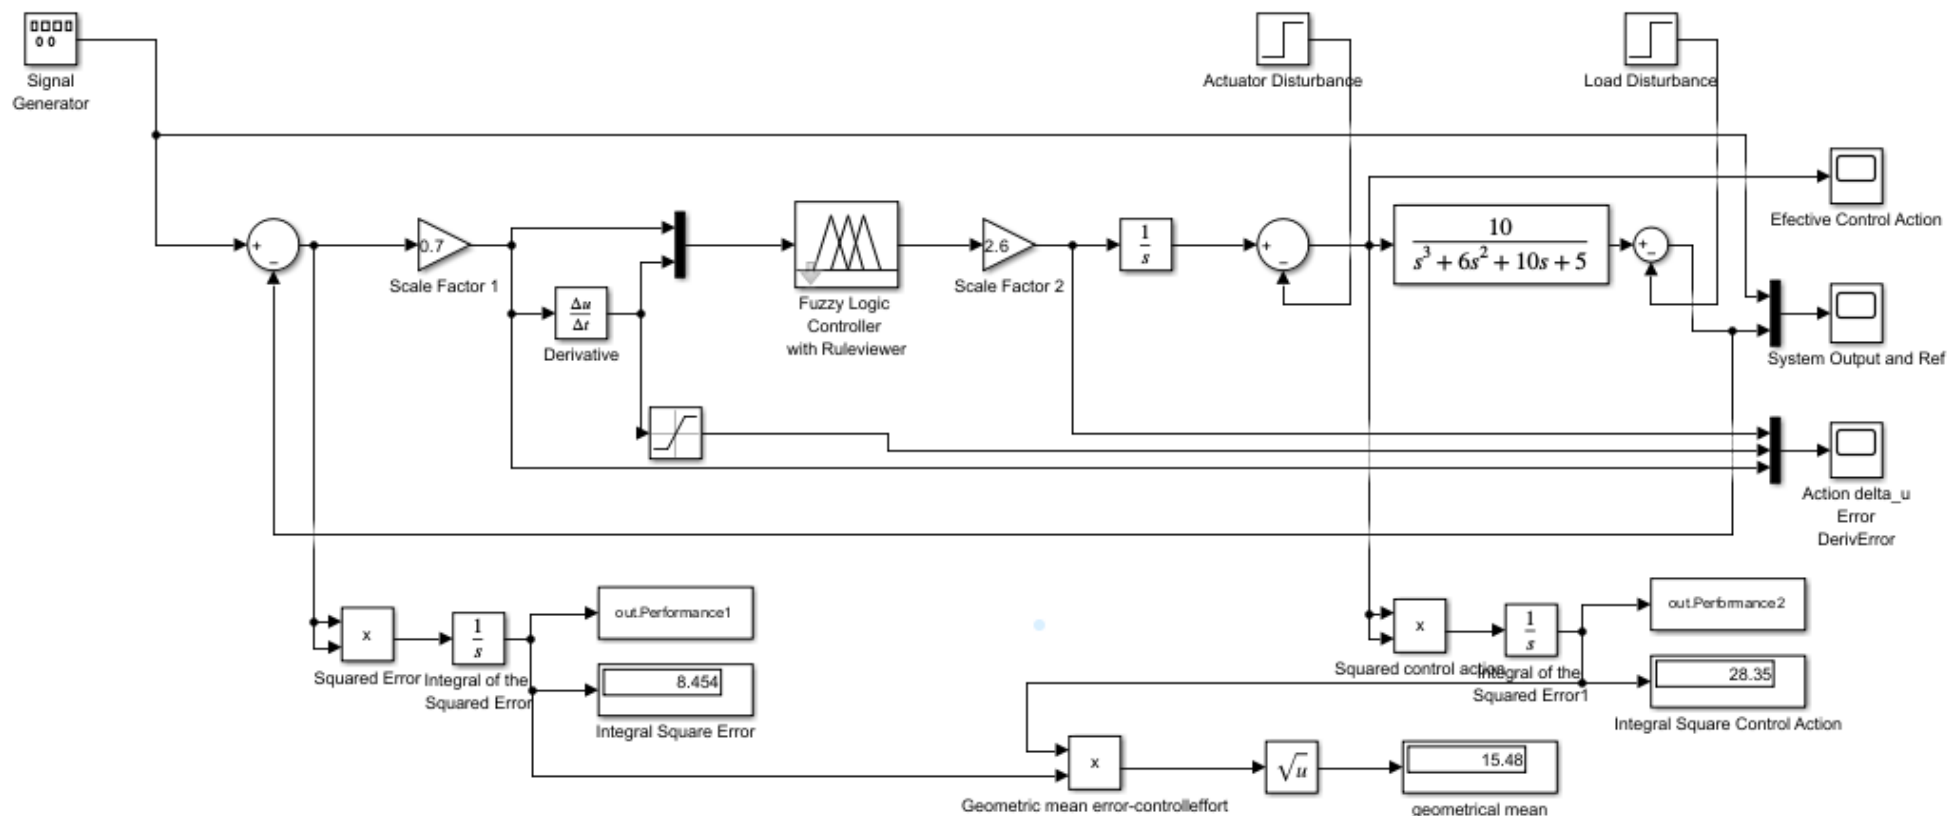 Signal
Generator
Actuator Disturbance
Load Disturbance
Efective Control Action
+
−
0.7
Scale Factor 1
Δu
Δt
Derivative
Fuzzy Logic
Controller
with Ruleviewer
2.6
Scale Factor 2
1
s
+
−
10
s³ + 6s² + 10s + 5
+
−
System Output and Ref
Action delta_u
Error
DerivError
x
Squared Error
1
s
Integral of the
Squared Error
out.Performance1
8.454
Integral Square Error
x
Squared control action
1
s
Integral of the
Squared Error1
out.Performance2
28.35
Integral Square Control Action
x
Geometric mean error-controlleffort
√u
15.48
geometrical mean